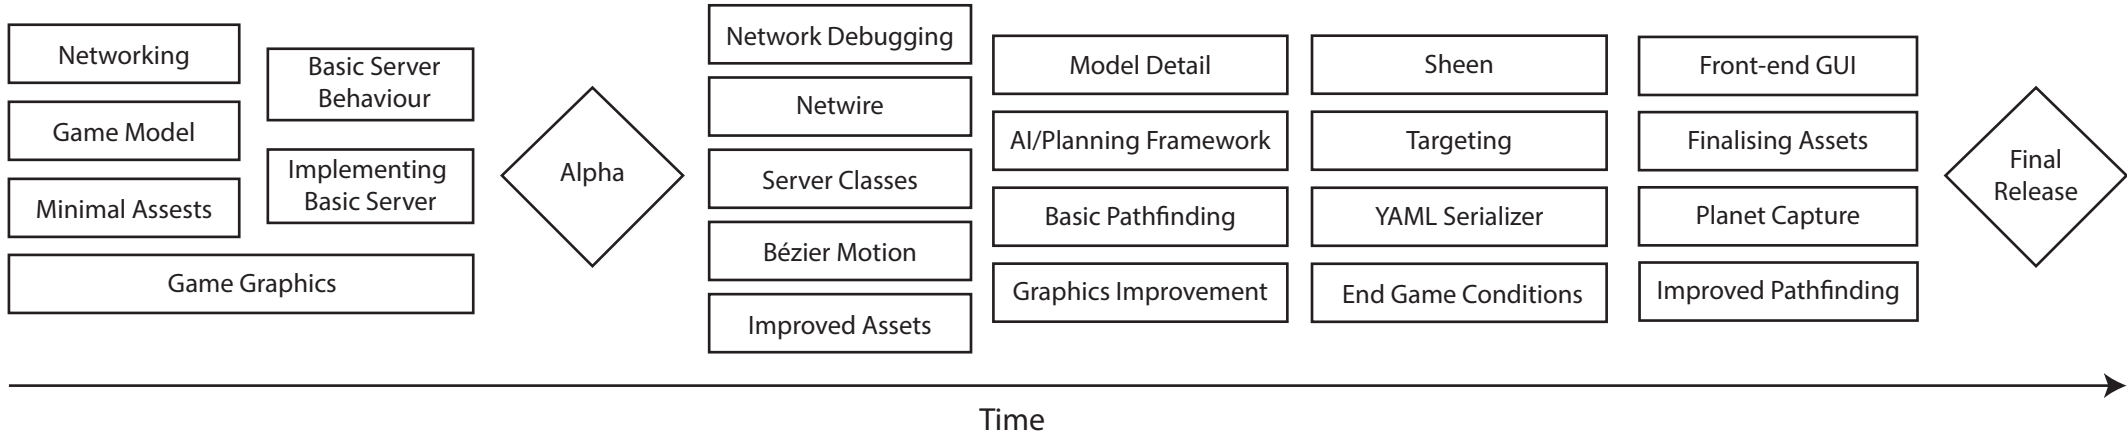 Networking
Game Model
Minimal Assests
Game Graphics
Basic Server
Behaviour
Implementing
Basic Server
Alpha
Network Debugging
Netwire
Server Classes
Bézier Motion
Improved Assets
Model Detail
AI/Planning Framework
Basic Pathfinding
Graphics Improvement
Sheen
Targeting
YAML Serializer
End Game Conditions
Front-end GUI
Finalising Assets
Planet Capture
Improved Pathfinding
Final
Release
Time